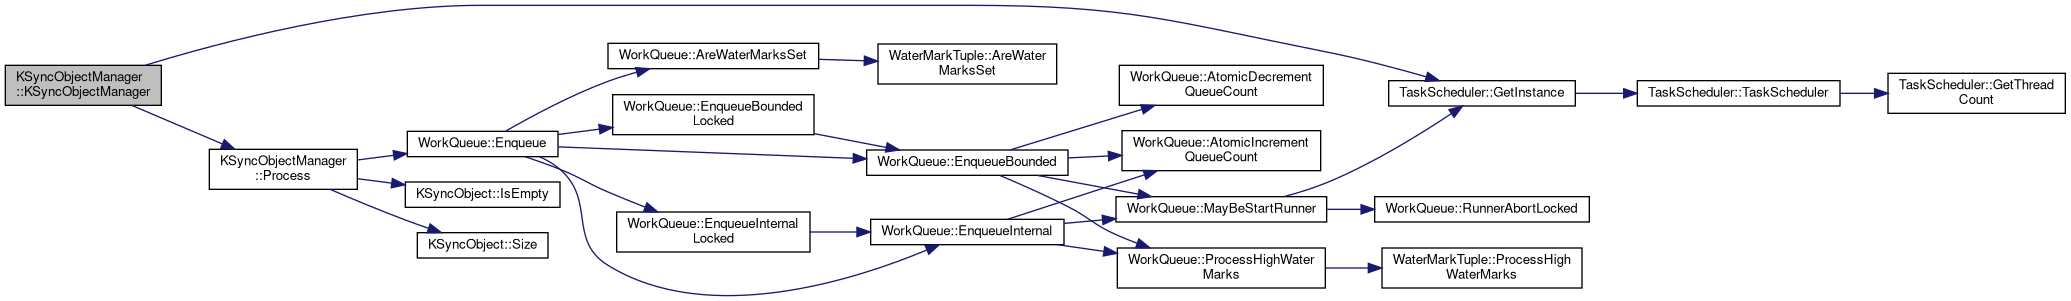 KSyncObjectManager
::KSyncObjectManager
KSyncObjectManager
::Process
WorkQueue::Enqueue
KSyncObject::IsEmpty
KSyncObject::Size
WorkQueue::AreWaterMarksSet
WorkQueue::EnqueueBounded
Locked
WorkQueue::EnqueueInternal
Locked
WaterMarkTuple::AreWater
MarksSet
WorkQueue::EnqueueBounded
WorkQueue::EnqueueInternal
WorkQueue::AtomicDecrement
QueueCount
WorkQueue::AtomicIncrement
QueueCount
WorkQueue::MayBeStartRunner
WorkQueue::ProcessHighWater
Marks
TaskScheduler::GetInstance
WorkQueue::RunnerAbortLocked
WaterMarkTuple::ProcessHigh
WaterMarks
TaskScheduler::TaskScheduler
TaskScheduler::GetThread
Count